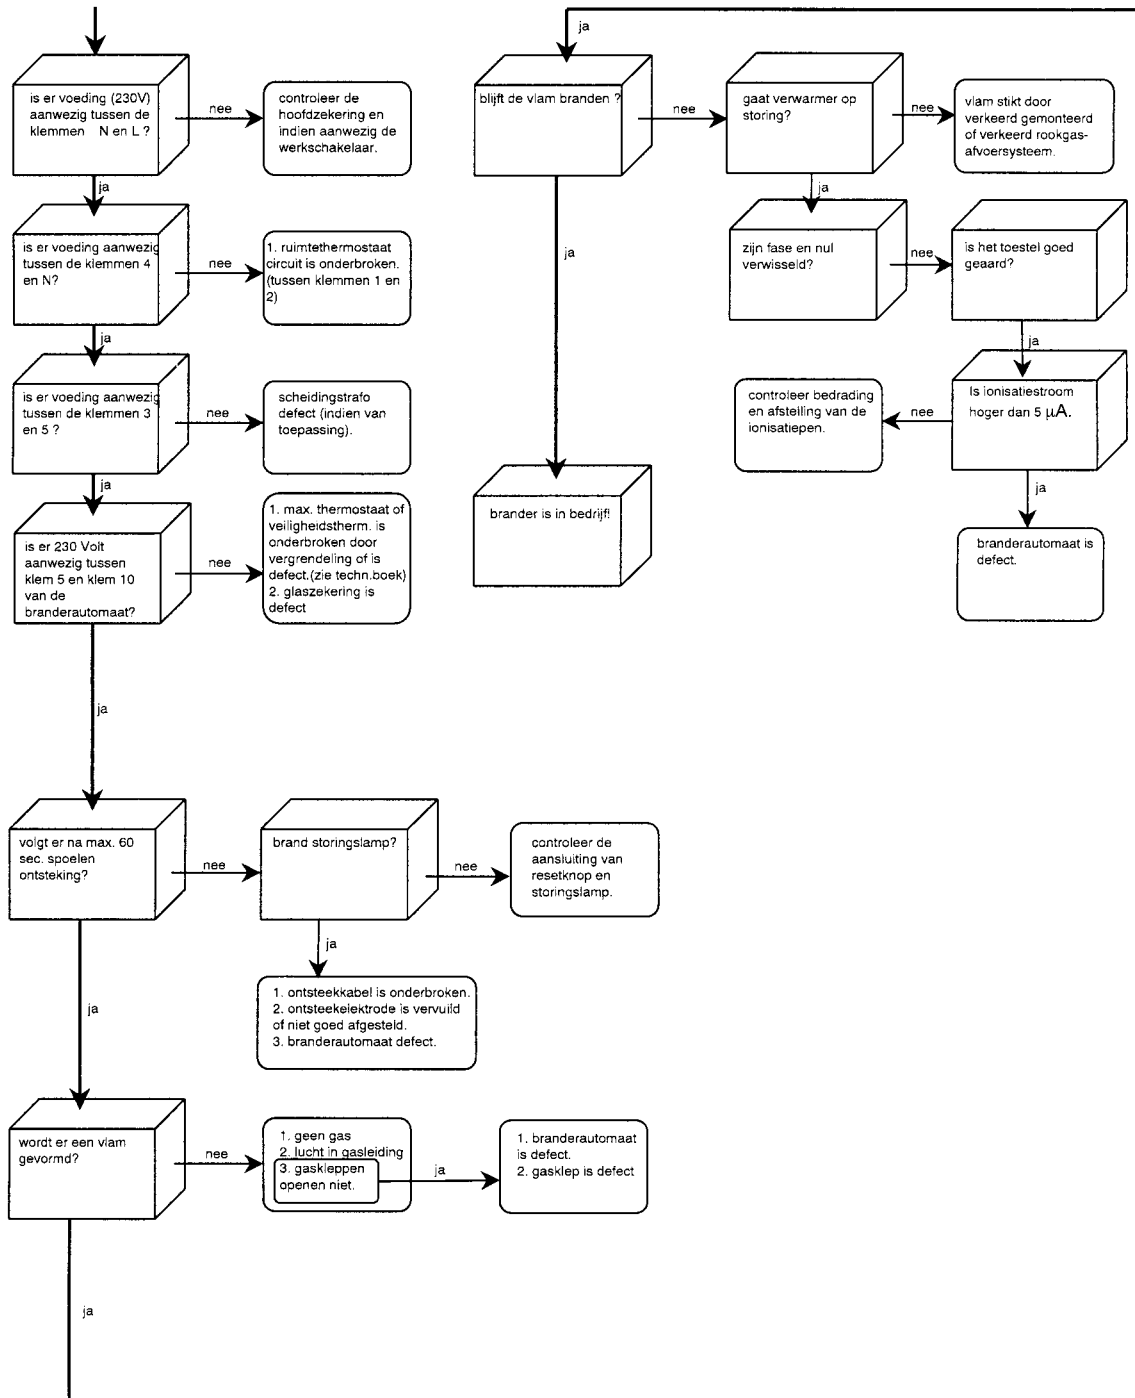 is er voeding (230V)
aanwezig tussen de
klemmen N en L ?
nee
controleer de
hoofdzekering en
indien aanwezig de
werkschakelaar.
ja
is er voeding aanwezig
tussen de klemmen 4
en N?
nee
1. ruimtethermostaat
circuit is onderbroken.
(tussen klemmen 1 en
2)
ja
is er voeding aanwezig
tussen de klemmen 3
en 5 ?
nee
scheidingstrafo
defect (indien van
toepassing).
ja
is er 230 Volt
aanwezig tussen
klem 5 en klem 10
van de
branderautomaat?
nee
1. max. thermostaat of
veiligheidstherm. is
onderbroken door
vergrendeling of is
defect.(zie techn.boek)
2. glaszekering is
defect
ja
volgt er na max. 60
sec. spoelen
ontsteking?
nee
brand storingslamp?
nee
controleer de
aansluiting van
resetknop en
storingslamp.
ja
1. ontsteekkabel is onderbroken.
2. ontsteekelektrode is vervuild
of niet goed afgesteld.
3. branderautomaat defect.
ja
wordt er een vlam
gevormd?
nee
1. geen gas
2. lucht in gasleiding
3. gaskleppen
openen niet.
ja
1. branderautomaat
is defect.
2. gasklep is defect
ja
ja
blijft de vlam branden ?
nee
gaat verwarmer op
storing?
nee
vlam stikt door
verkeerd gemonteerd
of verkeerd rookgas-
afvoersysteem.
ja
zijn fase en nul
verwisseld?
nee
is het toestel goed
geaard?
ja
Is ionisatiestroom
hoger dan 5 µA.
nee
controleer bedrading
en afstelling van de
ionisatiepen.
ja
branderautomaat is
defect.
ja
brander is in bedrijf!